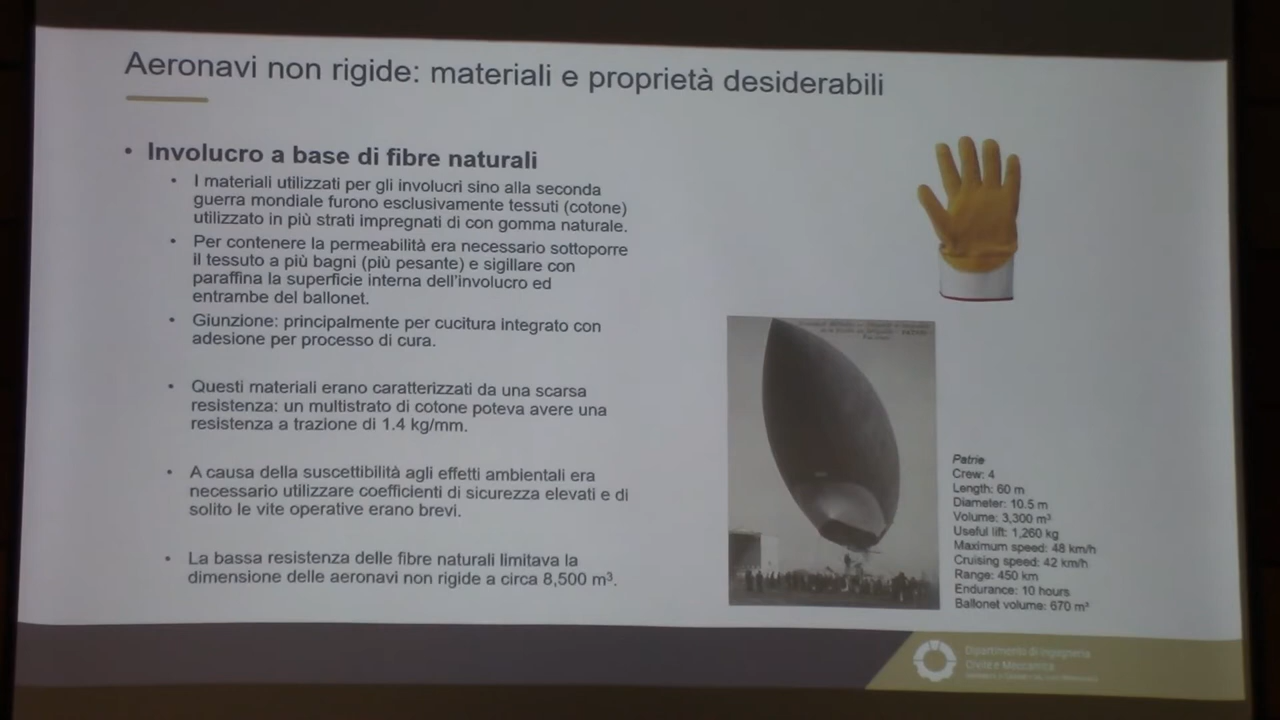 Aeronavi non rigide: materiali e proprietà desiderabili
• Involucro a base di fibre naturali
• I materiali utilizzati per gli involucri sino alla seconda
guerra mondiale furono esclusivamente tessuti (cotone)
utilizzato in più strati impregnati di con gomma naturale.
• Per contenere la permeabilità era necessario sottoporre
il tessuto a più bagni (più pesante) e sigillare con
paraffina la superficie interna dell'involucro ed
entrambe del ballonet.
• Giunzione: principalmente per cucitura integrato con
adesione per processo di cura.
• Questi materiali erano caratterizzati da una scarsa
resistenza: un multistrato di cotone poteva avere una
resistenza a trazione di 1.4 kg/mm.
• A causa della suscettibilità agli effetti ambientali era
necessario utilizzare coefficienti di sicurezza elevati e di
solito le vite operative erano brevi.
• La bassa resistenza delle fibre naturali limitava la
dimensione delle aeronavi non rigide a circa 8,500 m³.
Patrie
Crew: 4
Length: 60 m
Diameter: 10.5 m
Volume: 3,300 m³
Useful lift: 1,260 kg
Maximum speed: 48 km/h
Cruising speed: 42 km/h
Range: 450 km
Endurance: 10 hours
Ballonet volume: 670 m³
Dipartimento di Ingegneria
Civile e Meccanica